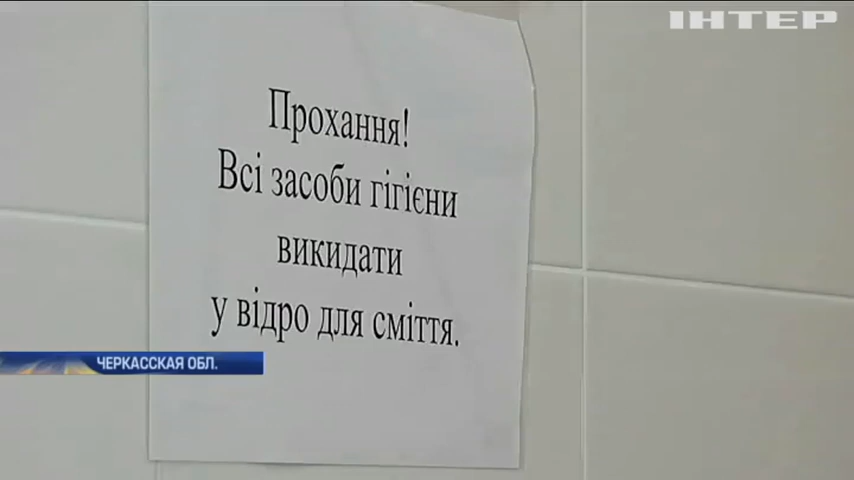 ІНТЕР
Прохання!
Всі засоби гігієни
викидати
у відро для сміття.
ЧЕРКАССКАЯ ОБЛ.